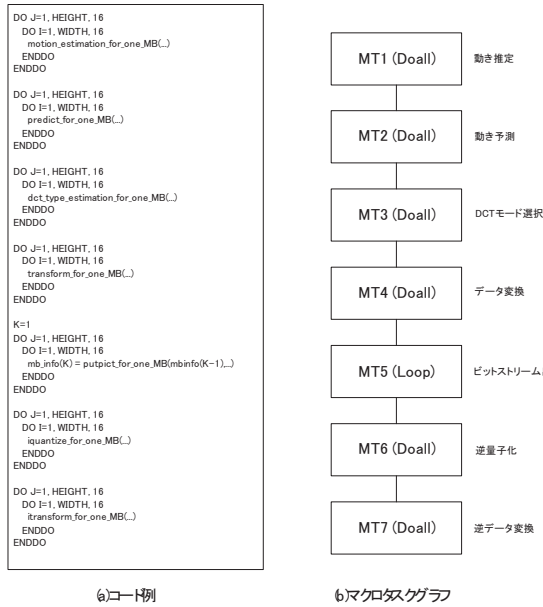 DO J=1, HEIGHT, 16
DO I=1, WIDTH, 16
motion_estimation_for_one_MB(...)
ENDDO
ENDDO
DO J=1, HEIGHT, 16
DO I=1, WIDTH, 16
predict_for_one_MB(...)
ENDDO
ENDDO
DO J=1, HEIGHT, 16
DO I=1, WIDTH, 16
dct_type_estimation_for_one_MB(...)
ENDDO
ENDDO
DO J=1, HEIGHT, 16
DO I=1, WIDTH, 16
transform_for_one_MB(...)
ENDDO
ENDDO
K=1
DO J=1, HEIGHT, 16
DO I=1, WIDTH, 16
mb_info(K) = putpict_for_one_MB(mbinfo(K-1),...)
ENDDO
ENDDO
DO J=1, HEIGHT, 16
DO I=1, WIDTH, 16
iquantize_for_one_MB(...)
ENDDO
ENDDO
DO J=1, HEIGHT, 16
DO I=1, WIDTH, 16
itransform_for_one_MB(...)
ENDDO
ENDDO
(a)コード例
MT1 (Doall) 動き推定
MT2 (Doall) 動き予測
MT3 (Doall) DCTモード選択
MT4 (Doall) データ変換
MT5 (Loop) ビットストリーム
MT6 (Doall) 逆量子化
MT7 (Doall) 逆データ変換
(b)マクロタスクグラフ